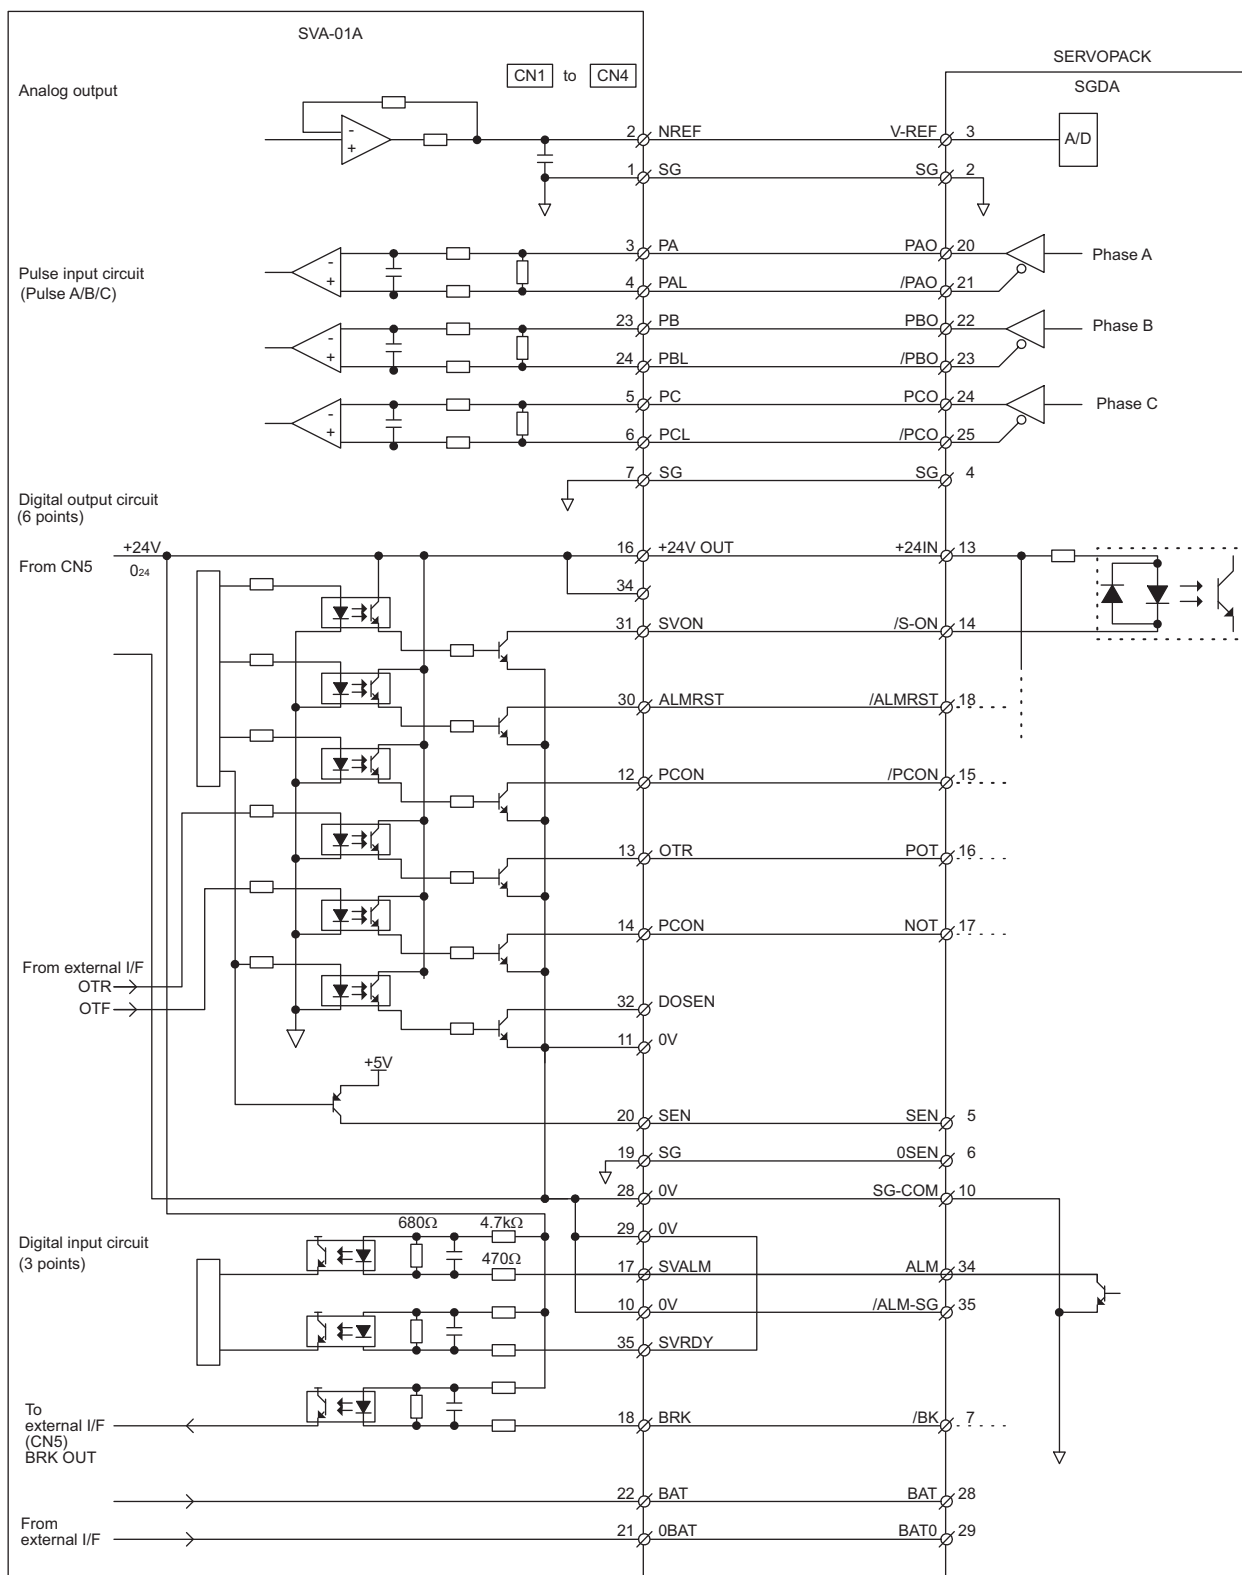 SVA-01A
SERVOPACK
CN1 to CN4
SGDA
Analog output
2 NREF V-REF 3
A/D
- +
1 SG SG 2
Pulse input circuit
(Pulse A/B/C)
- +
3 PA PAO 20
Phase A
4 PAL /PAO 21
- +
23 PB PBO 22
Phase B
24 PBL /PBO 23
- +
5 PC PCO 24
Phase C
6 PCL /PCO 25
7 SG SG 4
Digital output circuit
(6 points)
+24V
16 +24V OUT +24IN 13
From CN5
024
34
31 SVON /S-ON 14
30 ALMRST /ALMRST 18
12 PCON /PCON 15
13 OTR POT 16
14 PCON NOT 17
From external I/F
OTR
OTF
32 DOSEN
11 0V
+5V
20 SEN SEN 5
19 SG 0SEN 6
28 0V SG-COM 10
680Ω 4.7kΩ
29 0V
Digital input circuit
(3 points)
470Ω
17 SVALM ALM 34
10 0V /ALM-SG 35
35 SVRDY
To
external I/F
(CN5)
BRK OUT
18 BRK /BK 7
22 BAT BAT 28
From
external I/F
21 0BAT BAT0 29